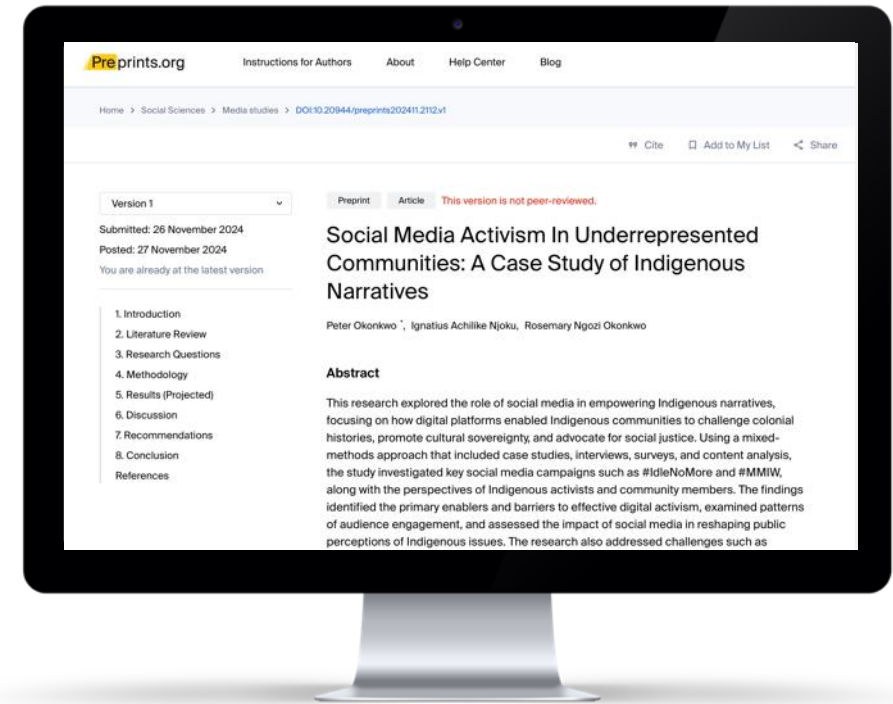 Preprints.org
Instructions for Authors
About
Help Center
Blog
Home > Social Sciences > Media studies > DOI:10.20944/preprints202411.2112.v1
Cite
Add to My List
Share
Version 1
Submitted: 26 November 2024
Posted: 27 November 2024
You are already at the latest version
1. Introduction
2. Literature Review
3. Research Questions
4. Methodology
5. Results (Projected)
6. Discussion
7. Recommendations
8. Conclusion
References
Preprint
Article
This version is not peer-reviewed.
Social Media Activism In Underrepresented
Communities: A Case Study of Indigenous
Narratives
Peter Okonkwo *, Ignatius Achilike Njoku, Rosemary Ngozi Okonkwo
Abstract
This research explored the role of social media in empowering Indigenous narratives,
focusing on how digital platforms enabled Indigenous communities to challenge colonial
histories, promote cultural sovereignty, and advocate for social justice. Using a mixed-
methods approach that included case studies, interviews, surveys, and content analysis,
the study investigated key social media campaigns such as #IdleNoMore and #MMIW,
along with the perspectives of Indigenous activists and community members. The findings
identified the primary enablers and barriers to effective digital activism, examined patterns
of audience engagement, and assessed the impact of social media in reshaping public
perceptions of Indigenous issues. The research also addressed challenges such as